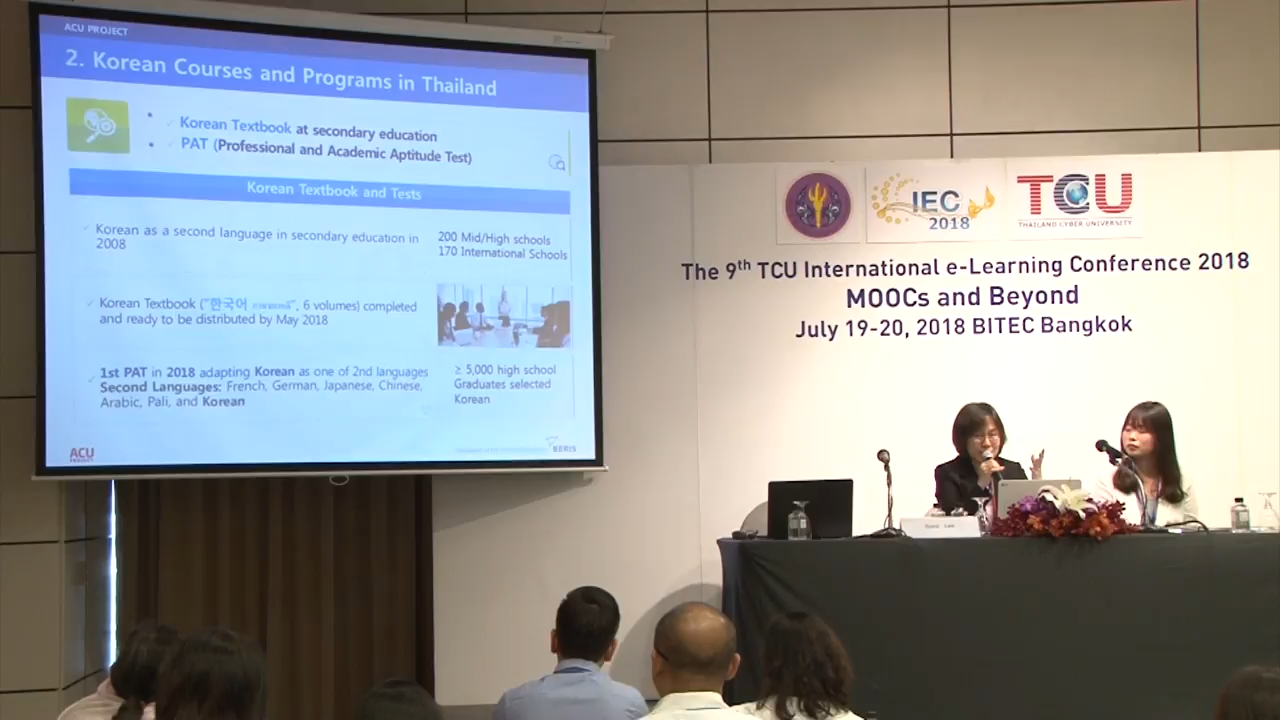 ACU PROJECT
2. Korean Courses and Programs in Thailand
Korean Textbook at secondary education
PAT (Professional and Academic Aptitude Test)
Korean Textbook and Tests
Korean as a second language in secondary education in
2008
200 Mid/High schools
170 International Schools
Korean Textbook ("한국어", 6 volumes) completed
and ready to be distributed by May 2018
1st PAT in 2018 adapting Korean as one of 2nd languages
Second Languages: French, German, Japanese, Chinese,
Arabic, Pali, and Korean
≥ 5,000 high school
Graduates selected
Korean
ACU
PROJECT
IEC
2018
TCU
THAILAND CYBER UNIVERSITY
The 9th TCU International e-Learning Conference 2018
MOOCs and Beyond
July 19-20, 2018 BITEC Bangkok